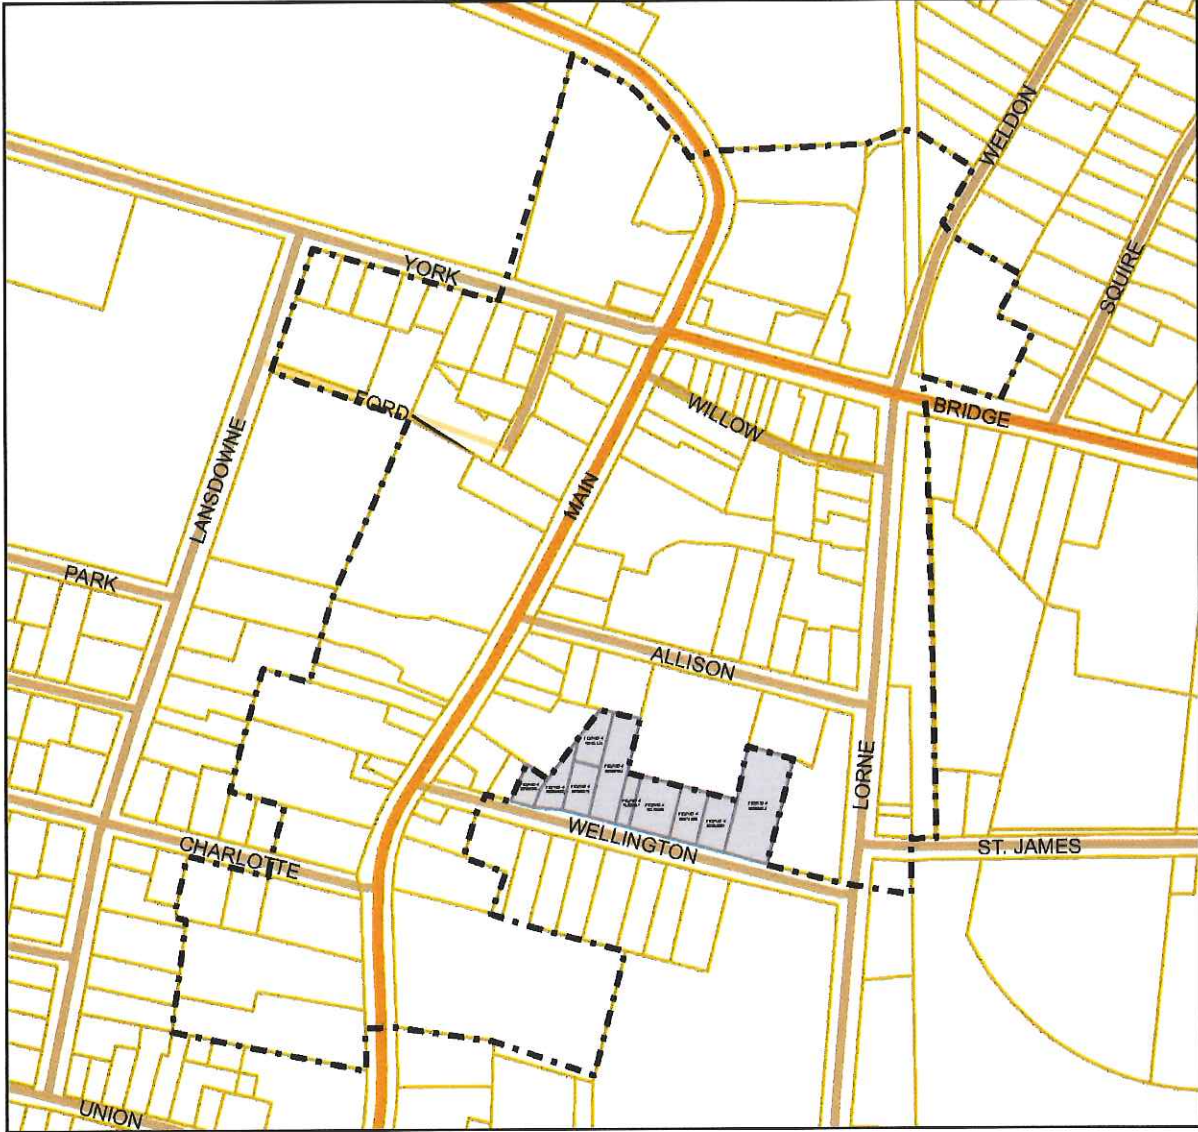 WELDON
SQUIRE
YORK
FORD
BRIDGE
WILLOW
LANSDOWNE
MAIN
PARK
ALLISON
LORNE
WELLINGTON
CHARLOTTE
ST. JAMES
UNION